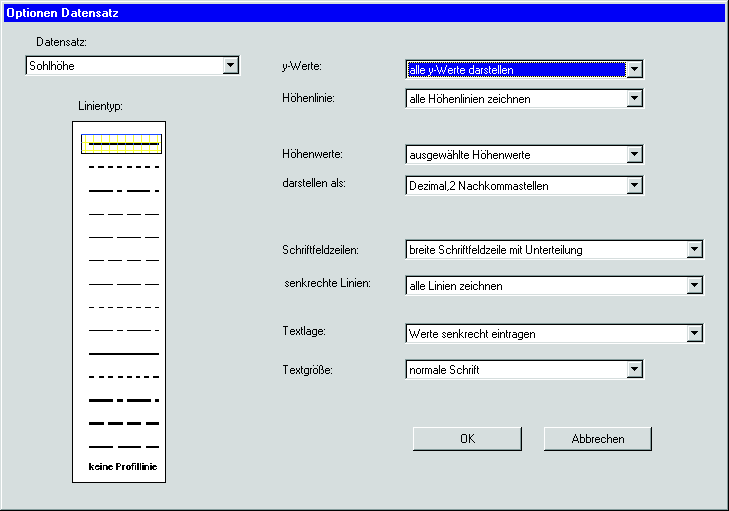 Optionen Datensatz
Datensatz:
Sohlhöhe
Linientyp:
keine Profillinie
y-Werte:
alle y-Werte darstellen
Höhenlinie:
alle Höhenlinien zeichnen
Höhenwerte:
ausgewählte Höhenwerte
darstellen als:
Dezimal,2 Nachkommastellen
Schriftfeldzeilen:
breite Schriftfeldzeile mit Unterteilung
senkrechte Linien:
alle Linien zeichnen
Textlage:
Werte senkrecht eintragen
Textgröße:
normale Schrift
OK
Abbrechen